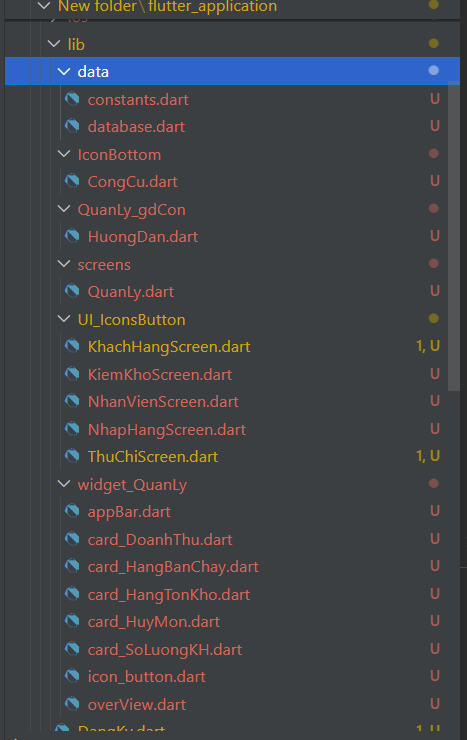 New folder\flutter_application
ios
lib
data
constants.dart U
database.dart U
IconBottom
CongCu.dart U
QuanLy_gdCon
HuongDan.dart U
screens
QuanLy.dart U
UI_IconsButton
KhachHangScreen.dart 1, U
KiemKhoScreen.dart U
NhanVienScreen.dart U
NhapHangScreen.dart U
ThuChiScreen.dart 1, U
widget_QuanLy
appBar.dart U
card_DoanhThu.dart U
card_HangBanChay.dart U
card_HangTonKho.dart U
card_HuyMon.dart U
card_SoLuongKH.dart U
icon_button.dart U
overView.dart U
DangKy.dart 1, U